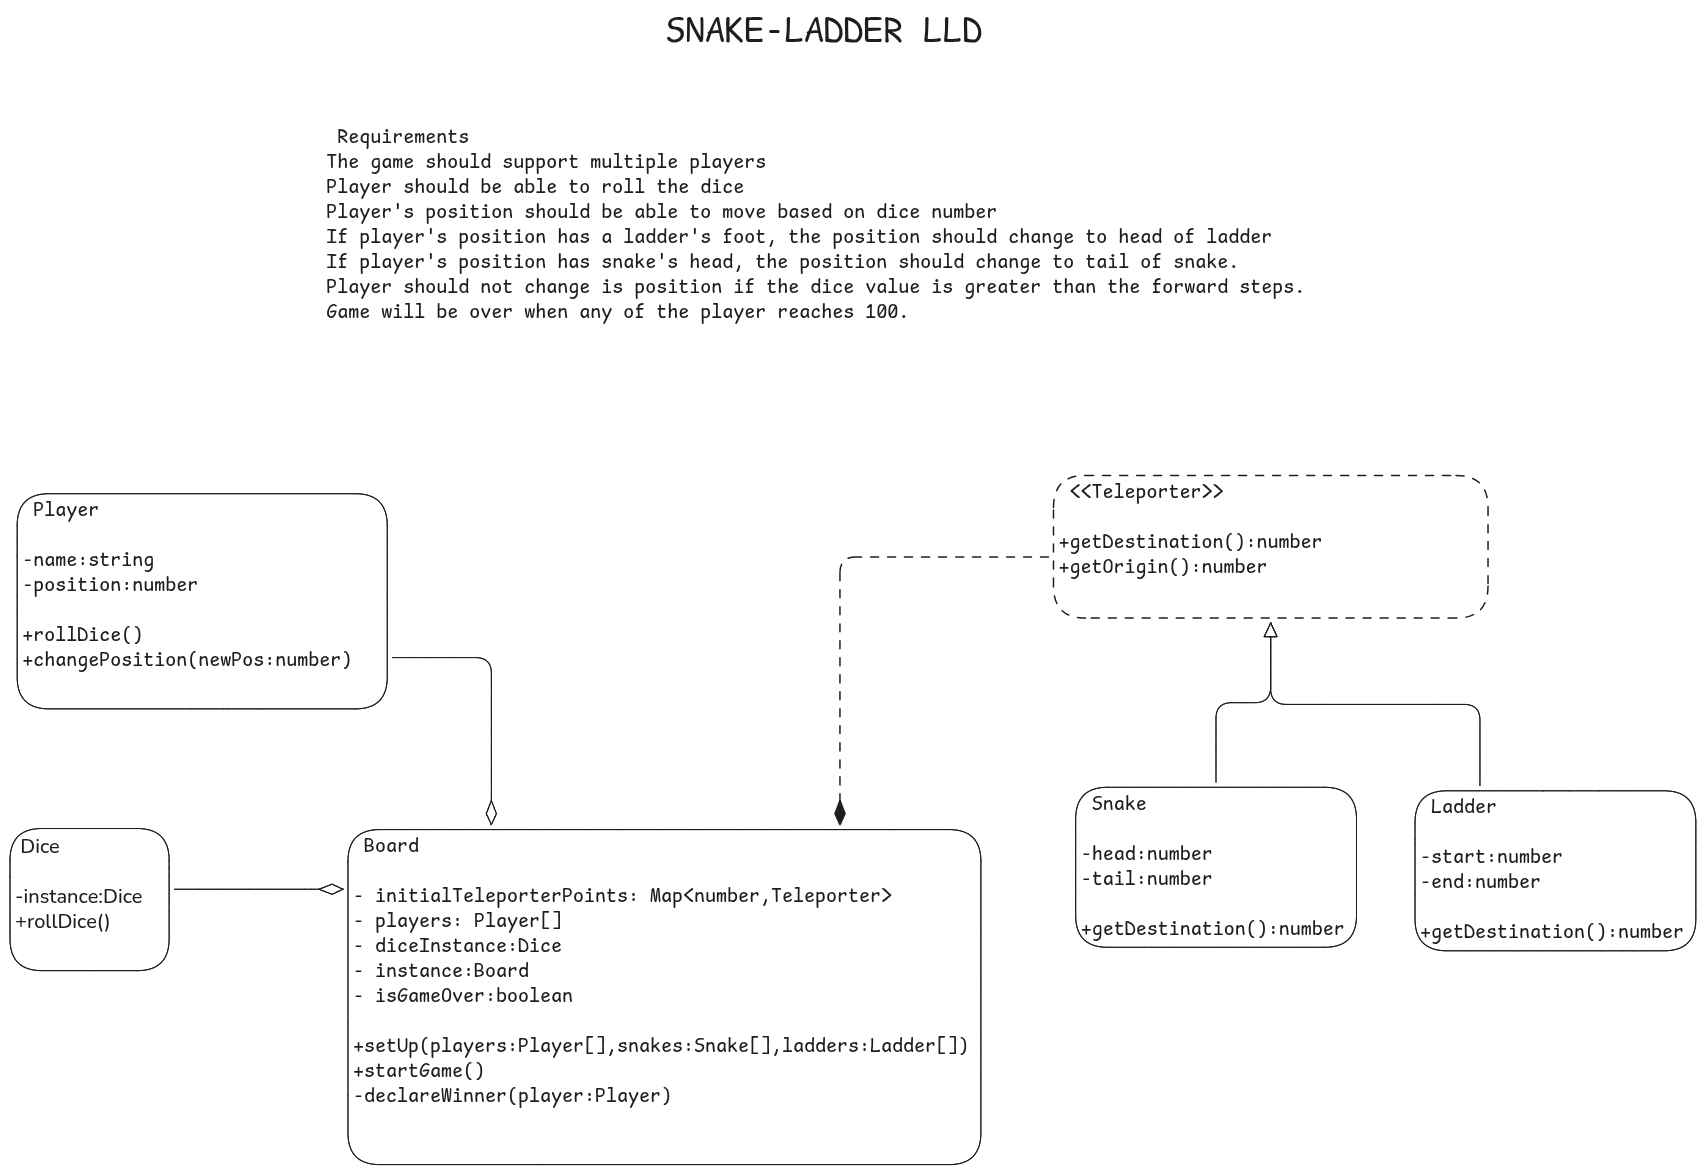 SNAKE-LADDER LLD
Requirements
The game should support multiple players
Player should be able to roll the dice
Player's position should be able to move based on dice number
If player's position has a ladder's foot, the position should change to head of ladder
If player's position has snake's head, the position should change to tail of snake.
Player should not change is position if the dice value is greater than the forward steps.
Game will be over when any of the player reaches 100.
Player
-name:string
-position:number
+rollDice()
+changePosition(newPos:number)
<<Teleporter>>
+getDestination():number
+getOrigin():number
Dice
-instance:Dice
+rollDice()
Board
- initialTeleporterPoints: Map<number,Teleporter>
- players: Player[]
- diceInstance:Dice
- instance:Board
- isGameOver:boolean
+setUp(players:Player[],snakes:Snake[],ladders:Ladder[])
+startGame()
-declareWinner(player:Player)
Snake
-head:number
-tail:number
+getDestination():number
Ladder
-start:number
-end:number
+getDestination():number